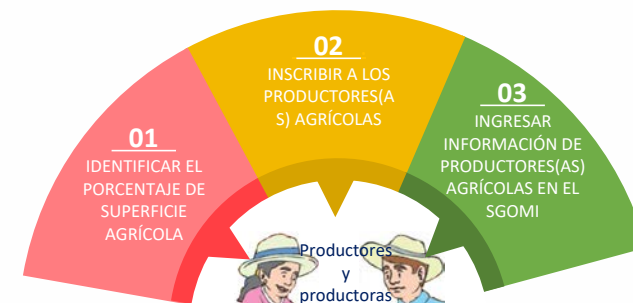 01
IDENTIFICAR EL
PORCENTAJE DE
SUPERFICIE
AGRÍCOLA
02
INSCRIBIR A LOS
PRODUCTORES(A
S) AGRÍCOLAS
03
INGRESAR
INFORMACIÓN DE
PRODUCTORES(AS)
AGRÍCOLAS EN EL
SGOMI
Productores
y
productoras